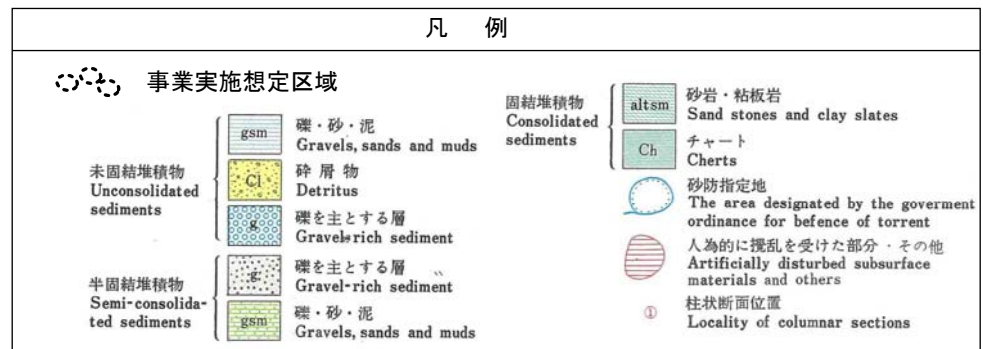 凡 例
事業実施想定区域
未固結堆積物
Unconsolidated
sediments
gsm
礫・砂・泥
Gravels, sands and muds
Cl
砕屑物
Detritus
g
礫を主とする層
Gravel-rich sediment
半固結堆積物
Semi-consolida-
ted sediments
g
礫を主とする層
Gravel-rich sediment
gsm
礫・砂・泥
Gravels, sands and muds
固結堆積物
Consolidated
sediments
altsm
砂岩・粘板岩
Sand stones and clay slates
Ch
チャート
Cherts
砂防指定地
The area designated by the goverment
ordinance for befence of torrent
人為的に攪乱を受けた部分・その他
Artificially disturbed subsurface
materials and others
①
柱状断面位置
Locality of columnar sections